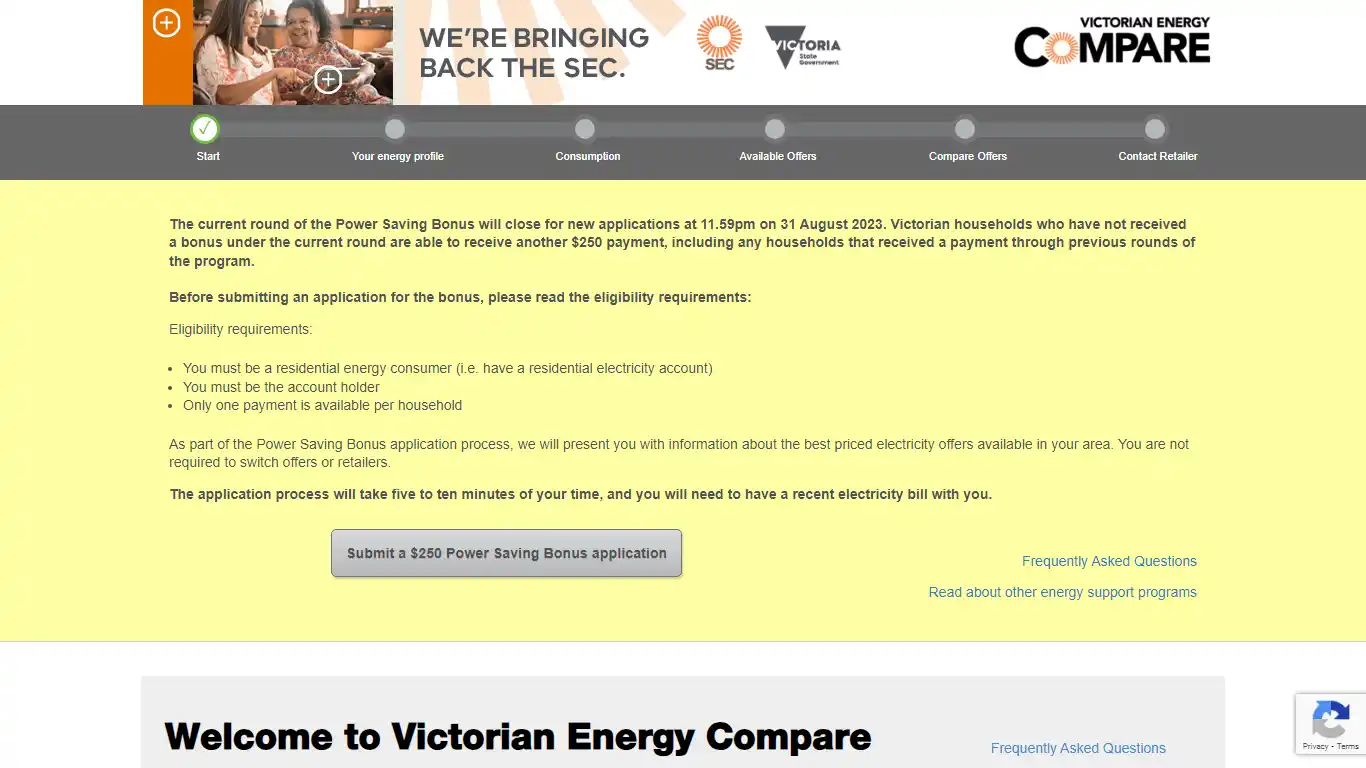 WE'RE BRINGING
BACK THE SEC.
SEC
VICTORIA
State
Government
VICTORIAN ENERGY
COMPARE
Start
Your energy profile
Consumption
Available Offers
Compare Offers
Contact Retailer
The current round of the Power Saving Bonus will close for new applications at 11.59pm on 31 August 2023. Victorian households who have not received
a bonus under the current round are able to receive another $250 payment, including any households that received a payment through previous rounds of
the program.
Before submitting an application for the bonus, please read the eligibility requirements:
Eligibility requirements:
• You must be a residential energy consumer (i.e. have a residential electricity account)
• You must be the account holder
• Only one payment is available per household
As part of the Power Saving Bonus application process, we will present you with information about the best priced electricity offers available in your area. You are not
required to switch offers or retailers.
The application process will take five to ten minutes of your time, and you will need to have a recent electricity bill with you.
Submit a $250 Power Saving Bonus application
Frequently Asked Questions
Read about other energy support programs
Welcome to Victorian Energy Compare
Frequently Asked Questions
Privacy - Terms